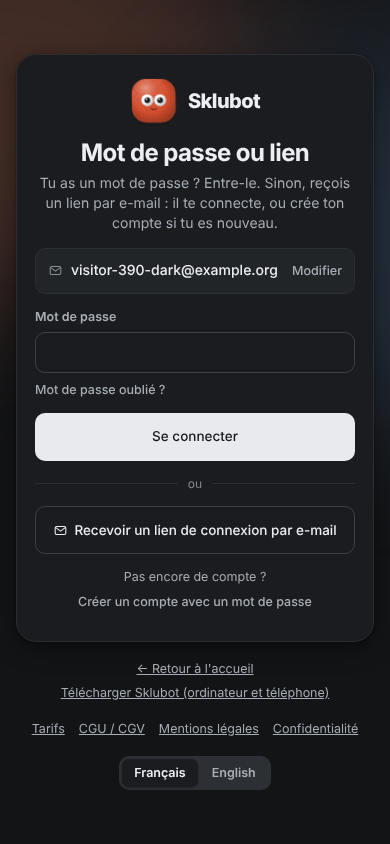 Sklubot
Mot de passe ou lien
Tu as un mot de passe ? Entre-le. Sinon, reçois
un lien par e-mail : il te connecte, ou crée ton
compte si tu es nouveau.
visitor-390-dark@example.org Modifier
Mot de passe
Mot de passe oublié ?
Se connecter
ou
Recevoir un lien de connexion par e-mail
Pas encore de compte ?
Créer un compte avec un mot de passe
← Retour à l'accueil
Télécharger Sklubot (ordinateur et téléphone)
Tarifs CGU / CGV Mentions légales Confidentialité
Français English